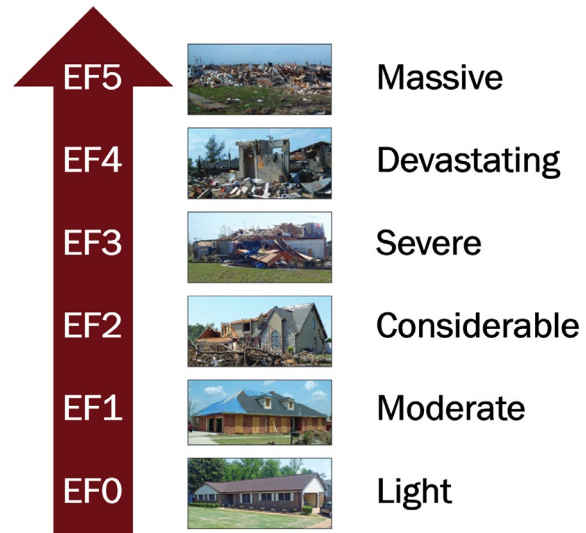 EF5 Massive
EF4 Devastating
EF3 Severe
EF2 Considerable
EF1 Moderate
EF0 Light